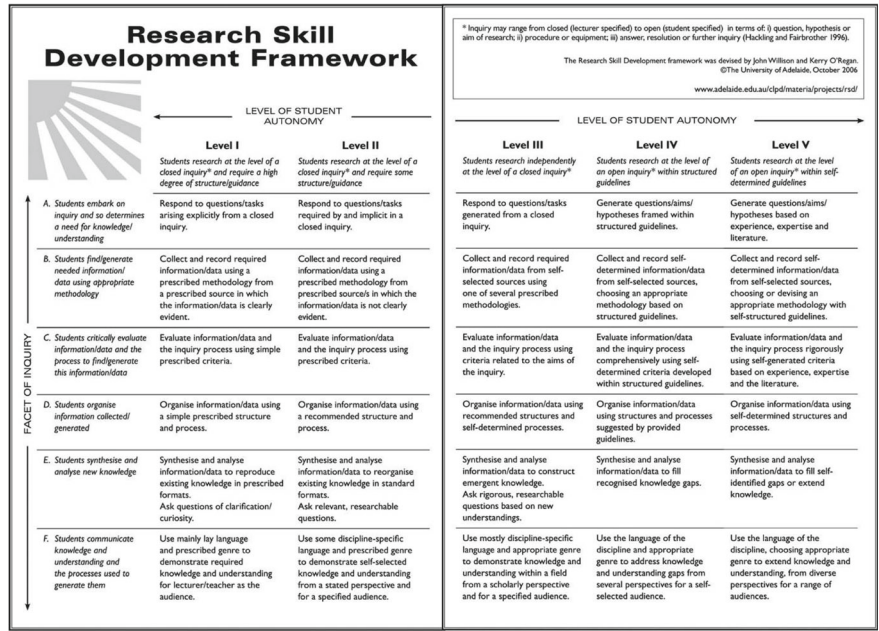 Research Skill
Development Framework
* Inquiry may range from closed (lecturer specified) to open (student specified) in terms of: i) question, hypothesis or
aim of research; ii) procedure or equipment; iii) answer, resolution or further inquiry (Hackling and Fairbrother 1996).
The Research Skill Development framework was devised by John Willison and Kerry O'Regan.
©The University of Adelaide, October 2006
www.adelaide.edu.au/clpd/materia/projects/rsd/
LEVEL OF STUDENT
AUTONOMY
LEVEL OF STUDENT AUTONOMY
Level I
Students research at the level of a
closed inquiry* and require a high
degree of structure/guidance
Level II
Students research at the level of a
closed inquiry* and require some
structure/guidance
Level III
Students research independently
at the level of a closed inquiry*
Level IV
Students research at the level of
an open inquiry* within structured
guidelines
Level V
Students research at the level
of an open inquiry* within self-
determined guidelines
FACET OF INQUIRY
A. Students embark on
inquiry and so determines
a need for knowledge/
understanding
Respond to questions/tasks
arising explicitly from a closed
inquiry.
Respond to questions/tasks
required by and implicit in a
closed inquiry.
Respond to questions/tasks
generated from a closed
inquiry.
Generate questions/aims/
hypotheses framed within
structured guidelines.
Generate questions/aims/
hypotheses based on
experience, expertise and
literature.
B. Students find/generate
needed information/
data using appropriate
methodology
Collect and record required
information/data using a
prescribed methodology from
a prescribed source in which
the information/data is clearly
evident.
Collect and record required
information/data using a
prescribed methodology from
prescribed source/s in which the
information/data is not clearly
evident.
Collect and record required
information/data from self-
selected sources using
one of several prescribed
methodologies.
Collect and record self-
determined information/data
from self-selected sources,
choosing an appropriate
methodology based on
structured guidelines.
Collect and record self-
determined information/data
from self-selected sources,
choosing or devising an
appropriate methodology with
self-structured guidelines.
C. Students critically evaluate
information/data and the
process to find/generate
this information/data
Evaluate information/data and
the inquiry process using simple
prescribed criteria.
Evaluate information/data
and the inquiry process using
prescribed criteria.
Evaluate information/data
and the inquiry process using
criteria related to the aims of
the inquiry.
Evaluate information/data
and the inquiry process
comprehensively using self-
determined criteria developed
within structured guidelines.
Evaluate information/data and
the inquiry process rigorously
using self-generated criteria
based on experience, expertise
and the literature.
D. Students organise
information collected/
generated
Organise information/data using
a simple prescribed structure
and process.
Organise information/data using
a recommended structure and
process.
Organise information/data using
recommended structures and
self-determined processes.
Organise information/data
using structures and processes
suggested by provided
guidelines.
Organise information/data using
self-determined structures and
processes.
E. Students synthesise and
analyse new knowledge
Synthesise and analyse
information/data to reproduce
existing knowledge in prescribed
formats.
Ask questions of clarification/
curiosity.
Synthesise and analyse
information/data to reorganise
existing knowledge in standard
formats.
Ask relevant, researchable
questions.
Synthesise and analyse
information/data to construct
emergent knowledge.
Ask rigorous, researchable
questions based on new
understandings.
Synthesise and analyse
information/data to fill
recognised knowledge gaps.
Synthesise and analyse
information/data to fill self-
identified gaps or extend
knowledge.
F. Students communicate
knowledge and
understanding and
the processes used to
generate them
Use mainly lay language
and prescribed genre to
demonstrate required
knowledge and understanding
for lecturer/teacher as the
audience.
Use some discipline-specific
language and prescribed genre
to demonstrate self-selected
knowledge and understanding
from a stated perspective and
for a specified audience.
Use mostly discipline-specific
language and appropriate genre
to demonstrate knowledge and
understanding within a field
from a scholarly perspective
and for a specified audience.
Use the language of the
discipline and appropriate
genre to address knowledge
and understanding gaps from
several perspectives for a self-
selected audience.
Use the language of the
discipline, choosing appropriate
genre to extend knowledge and
understanding, from diverse
perspectives for a range of
audiences.